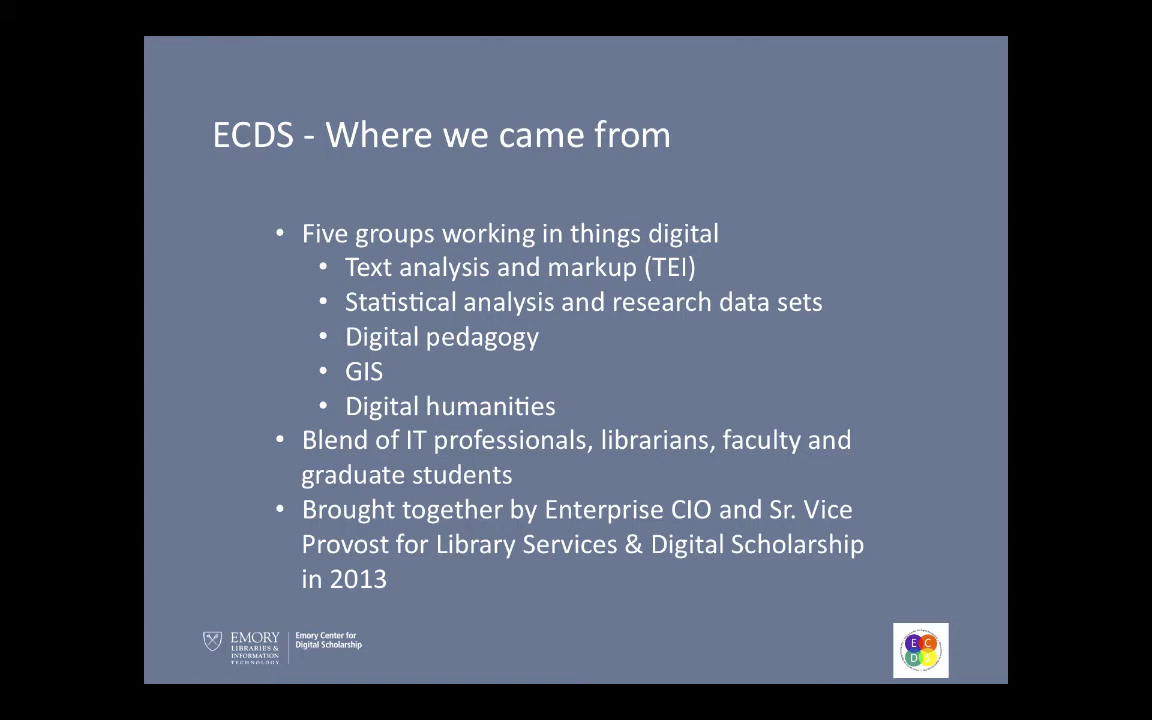 ECDS - Where we came from
• Five groups working in things digital
• Text analysis and markup (TEI)
• Statistical analysis and research data sets
• Digital pedagogy
• GIS
• Digital humanities
• Blend of IT professionals, librarians, faculty and
graduate students
• Brought together by Enterprise CIO and Sr. Vice
Provost for Library Services & Digital Scholarship
in 2013
EMORY
LIBRARIES &
INFORMATION
TECHNOLOGY
Emory Center for
Digital Scholarship
E C
D S